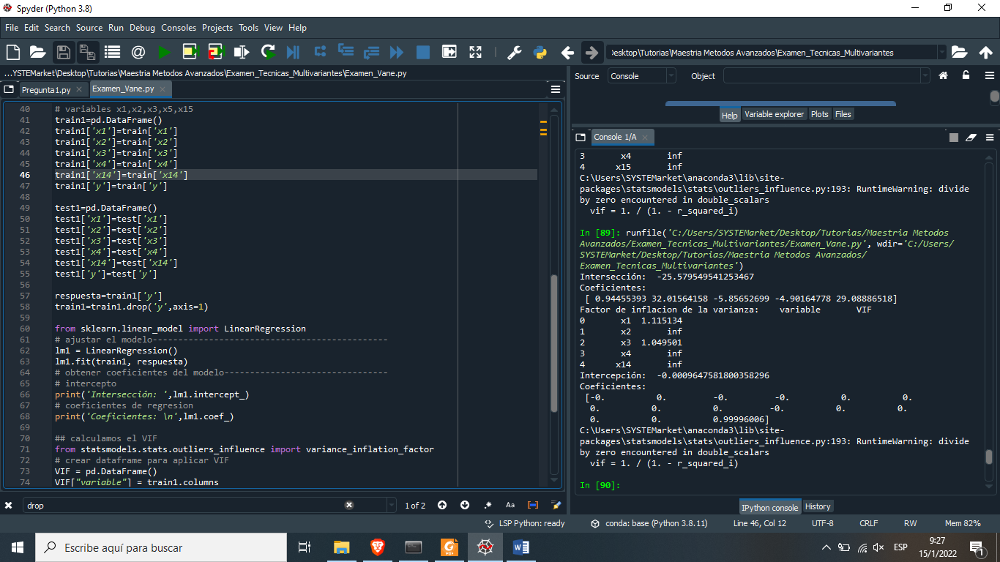 Spyder (Python 3.8)
File Edit Search Source Run Debug Consoles Projects Tools View Help
Desktop\Tutorias\Maestria Metodos Avanzados\Examen_Tecnicas_Multivariantes
...YSTEMarket\Desktop\Tutorias\Maestria Metodos Avanzados\Examen_Tecnicas_Multivariantes\Examen_Vane.py
Pregunta1.py Examen_Vane.py
40 # variables x1,x2,x3,x5,x15
41 train1=pd.DataFrame()
42 train1['x1']=train['x1']
43 train1['x2']=train['x2']
44 train1['x3']=train['x3']
45 train1['x4']=train['x4']
46 train1['x14']=train['x14']
47 train1['y']=train['y']
48
49 test1=pd.DataFrame()
50 test1['x1']=test['x1']
51 test1['x2']=test['x2']
52 test1['x3']=test['x3']
53 test1['x4']=test['x4']
54 test1['x14']=test['x14']
55 test1['y']=test['y']
56
57 respuesta=train1['y']
58 train1=train1.drop('y',axis=1)
59
60 from sklearn.linear_model import LinearRegression
61 # ajustar el modelo-------------------------------------------
62 lm1 = LinearRegression()
63 lm1.fit(train1, respuesta)
64 # obtener coeficientes del modelo------------------------------
65 # intercepto
66 print('Intersección: ',lm1.intercept_)
67 # coeficientes de regresion
68 print('Coeficientes: \n',lm1.coef_)
69
70 ## calculamos el VIF
71 from statsmodels.stats.outliers_influence import variance_inflation_factor
72 # crear dataframe para aplicar VIF
73 VIF = pd.DataFrame()
74 VIF["variable"] = train1.columns
drop 1 of 2 .* Aa
Source Console Object
Help Variable explorer Plots Files
Console 1/A
3 x4 inf
4 x15 inf
C:\Users\SYSTEMarket\anaconda3\lib\site-
packages\statsmodels\stats\outliers_influence.py:193: RuntimeWarning: divide
by zero encountered in double_scalars
vif = 1. / (1. - r_squared_i)
In [89]: runfile('C:/Users/SYSTEMarket/Desktop/Tutorias/Maestria Metodos
Avanzados/Examen_Tecnicas_Multivariantes/Examen_Vane.py', wdir='C:/Users/
SYSTEMarket/Desktop/Tutorias/Maestria Metodos Avanzados/
Examen_Tecnicas_Multivariantes')
Intersección: -25.579549541253467
Coeficientes:
[ 0.94455393 32.01564158 -5.85652699 -4.90164778 29.08886518]
Factor de inflacion de la varianza: variable VIF
0 x1 1.115134
1 x2 inf
2 x3 1.049501
3 x4 inf
4 x14 inf
Intercepción: -0.0009647581800358296
Coeficientes:
[-0. 0. -0. -0. 0. 0.
0. 0. 0. -0. 0. 0.
0. 0. 0.99996006]
C:\Users\SYSTEMarket\anaconda3\lib\site-
packages\statsmodels\stats\outliers_influence.py:193: RuntimeWarning: divide
by zero encountered in double_scalars
vif = 1. / (1. - r_squared_i)
In [90]:
IPython console History
LSP Python: ready conda: base (Python 3.8.11) Line 46, Col 12 UTF-8 CRLF RW Mem 82%
Escribe aquí para buscar
PDF
ESP
9:27
15/1/2022
1